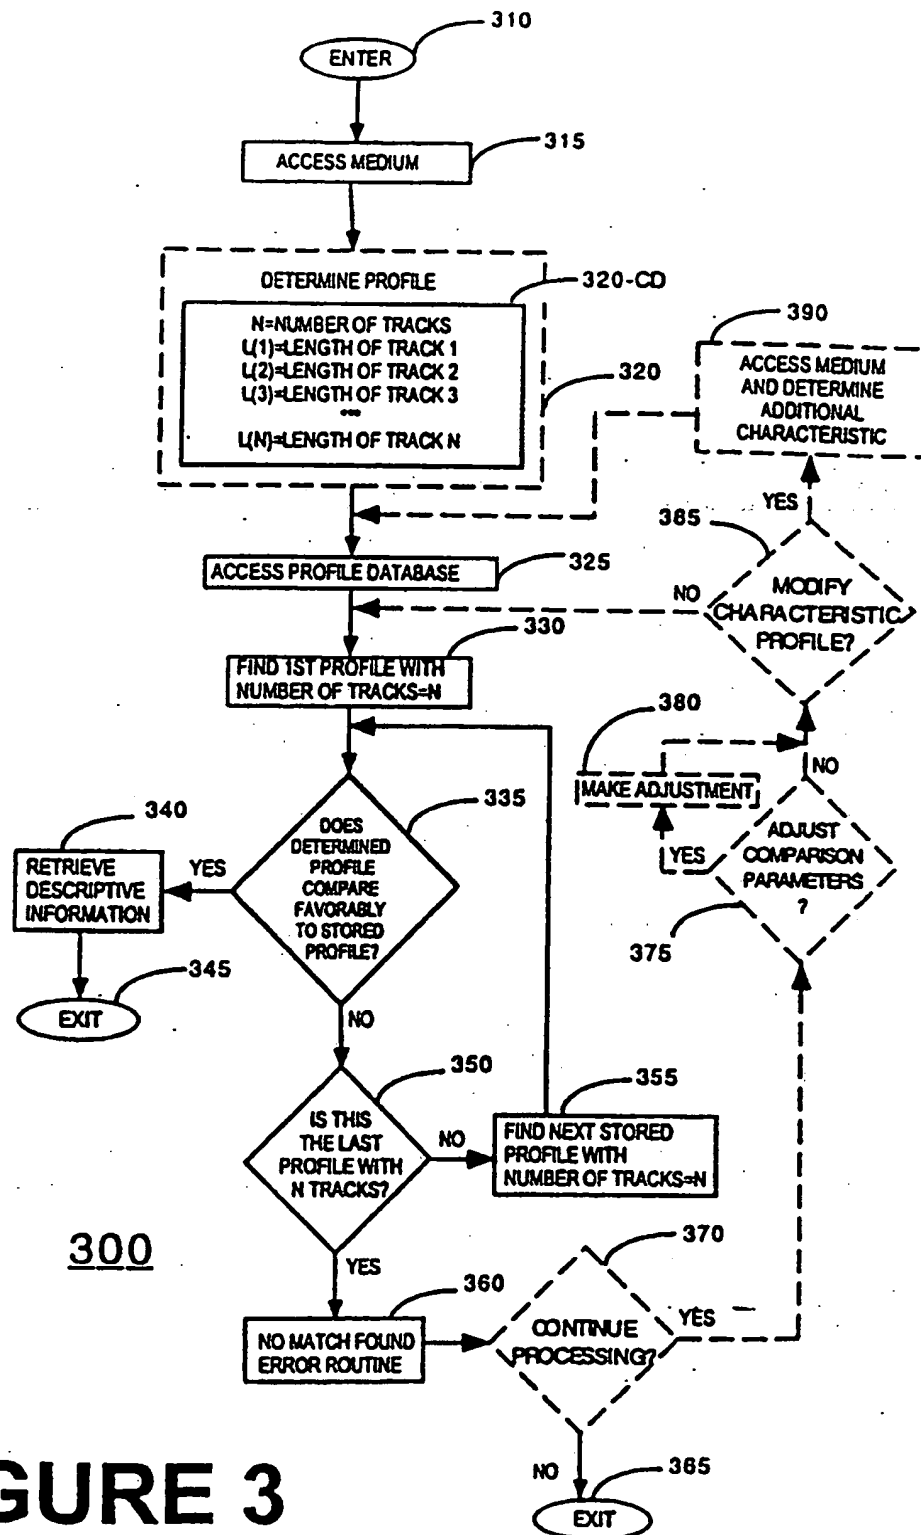 310
ENTER
315
ACCESS MEDIUM
DETERMINE PROFILE
320-CD
N=NUMBER OF TRACKS
L(1)=LENGTH OF TRACK 1
L(2)=LENGTH OF TRACK 2
L(3)=LENGTH OF TRACK 3
•••
L(N)=LENGTH OF TRACK N
320
390
ACCESS MEDIUM
AND DETERMINE
ADDITIONAL
CHARACTERISTIC
YES
385
MODIFY
CHARACTERISTIC
PROFILE?
NO
325
ACCESS PROFILE DATABASE
330
FIND 1ST PROFILE WITH
NUMBER OF TRACKS=N
380
MAKE ADJUSTMENT
NO
ADJUST
COMPARISON
PARAMETERS
?
YES
375
335
DOES
DETERMINED
PROFILE
COMPARE
FAVORABLY
TO STORED
PROFILE?
340
YES
RETRIEVE
DESCRIPTIVE
INFORMATION
345
EXIT
NO
350
IS THIS
THE LAST
PROFILE WITH
N TRACKS?
NO
355
FIND NEXT STORED
PROFILE WITH
NUMBER OF TRACKS=N
300
YES
360
NO MATCH FOUND
ERROR ROUTINE
370
CONTINUE
PROCESSING?
YES
NO
365
EXIT
GURE 3